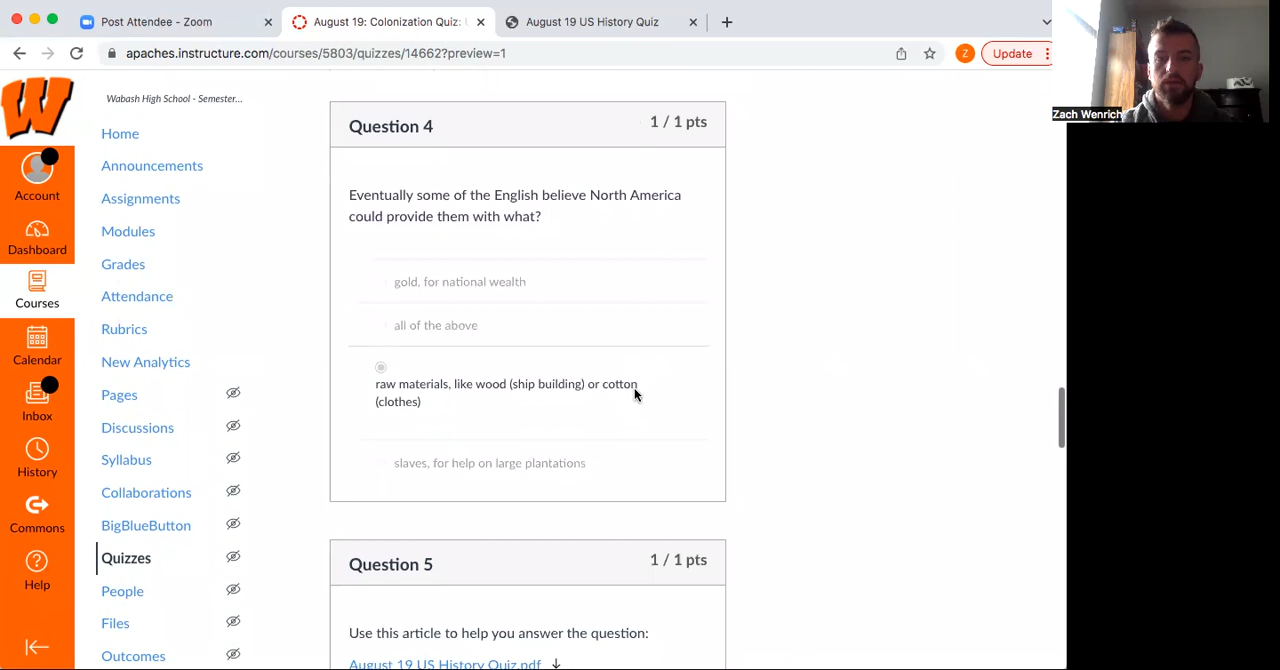 Post Attendee - Zoom
August 19: Colonization Quiz: U
August 19 US History Quiz
apaches.instructure.com/courses/5803/quizzes/14662?preview=1
Z
Update
Zach Wenrich
W
Account
Dashboard
Courses
Calendar
Inbox
History
Commons
Help
Wabash High School - Semester...
Home
Announcements
Assignments
Modules
Grades
Attendance
Rubrics
New Analytics
Pages
Discussions
Syllabus
Collaborations
BigBlueButton
Quizzes
People
Files
Outcomes
Question 4
1 / 1 pts
Eventually some of the English believe North America
could provide them with what?
gold, for national wealth
all of the above
raw materials, like wood (ship building) or cotton
(clothes)
slaves, for help on large plantations
Question 5
1 / 1 pts
Use this article to help you answer the question:
August 19 US History Quiz.pdf